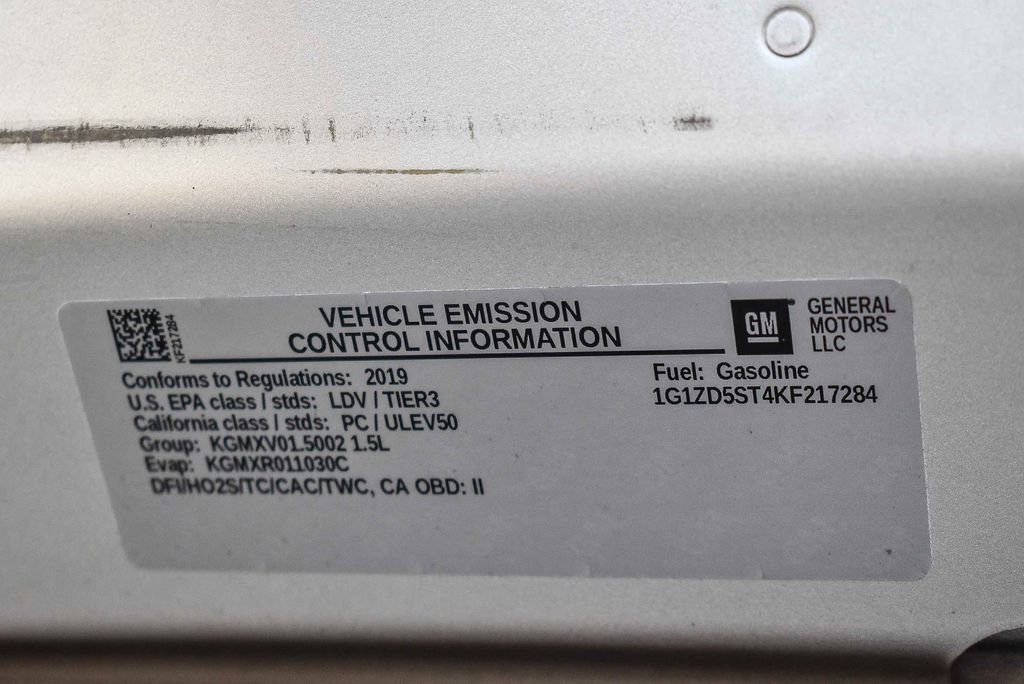 KF217284
VEHICLE EMISSION
CONTROL INFORMATION
GM
GENERAL
MOTORS
LLC
Conforms to Regulations: 2019
U.S. EPA class / stds: LDV / TIER3
California class / stds: PC / ULEV50
Group: KGMXV01.5002 1.5L
Evap: KGMXR011030C
DFI/HO2S/TC/CAC/TWC, CA OBD: II
Fuel: Gasoline
1G1ZD5ST4KF217284